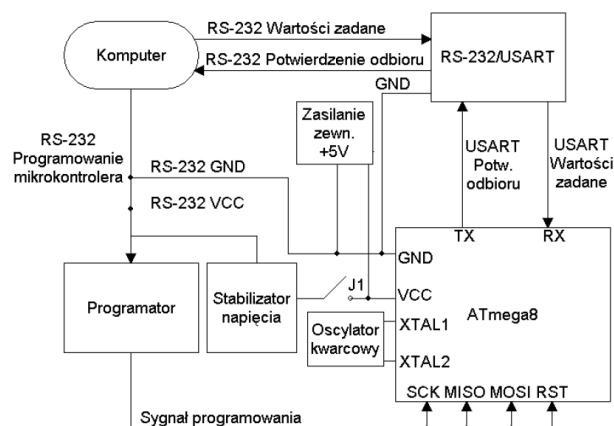 RS-232 Wartości zadane
Komputer
RS-232 Potwierdzenie odbioru
RS-232/USART
GND
Zasilanie
zewn.
+5V
RS-232
Programowanie
mikrokontrolera
RS-232 GND
RS-232 VCC
USART
Potw.
odbioru
USART
Wartości
zadane
TX
RX
GND
Programator
Stabilizator
napięcia
J1
VCC
ATmega8
Oscylator
kwarcowy
XTAL1
XTAL2
SCK MISO MOSI RST
Sygnał programowania